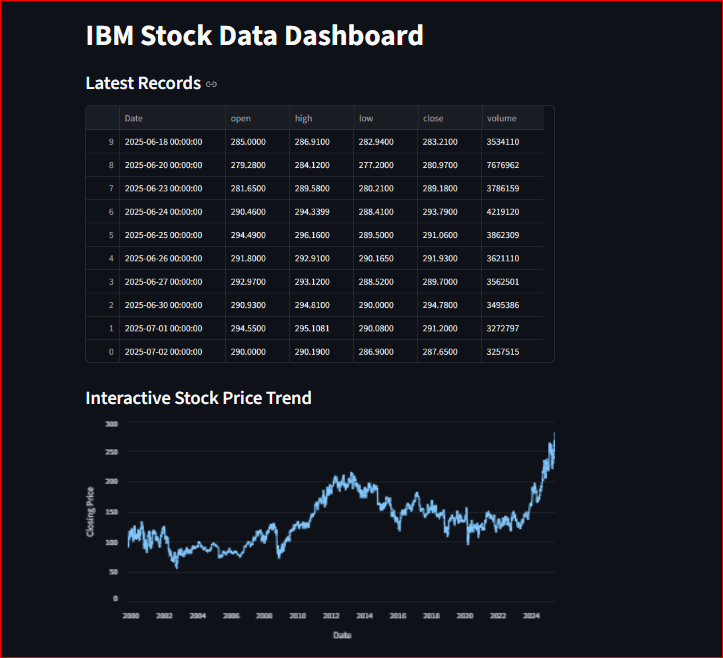 IBM Stock Data Dashboard
Latest Records
Date open high low close volume
9 2025-06-18 00:00:00 285.0000 286.9100 282.9400 283.2100 3534110
8 2025-06-20 00:00:00 279.2800 284.1200 277.2000 280.9700 7676962
7 2025-06-23 00:00:00 281.6500 289.5800 280.2100 289.1800 3786159
6 2025-06-24 00:00:00 290.4600 294.3399 288.4100 293.7900 4219120
5 2025-06-25 00:00:00 294.4900 296.1600 289.5000 291.0600 3862309
4 2025-06-26 00:00:00 291.8000 292.9100 290.1650 291.9300 3621110
3 2025-06-27 00:00:00 292.9700 293.1200 288.5200 289.7000 3562501
2 2025-06-30 00:00:00 290.9300 294.8100 290.0000 294.7800 3495386
1 2025-07-01 00:00:00 294.5500 295.1081 290.0800 291.2000 3272797
0 2025-07-02 00:00:00 290.0000 290.1900 286.9000 287.6500 3257515
Interactive Stock Price Trend
300
250
200
150
100
50
0
Closing Price
2000 2002 2004 2006 2008 2010 2012 2014 2016 2018 2020 2022 2024
Date